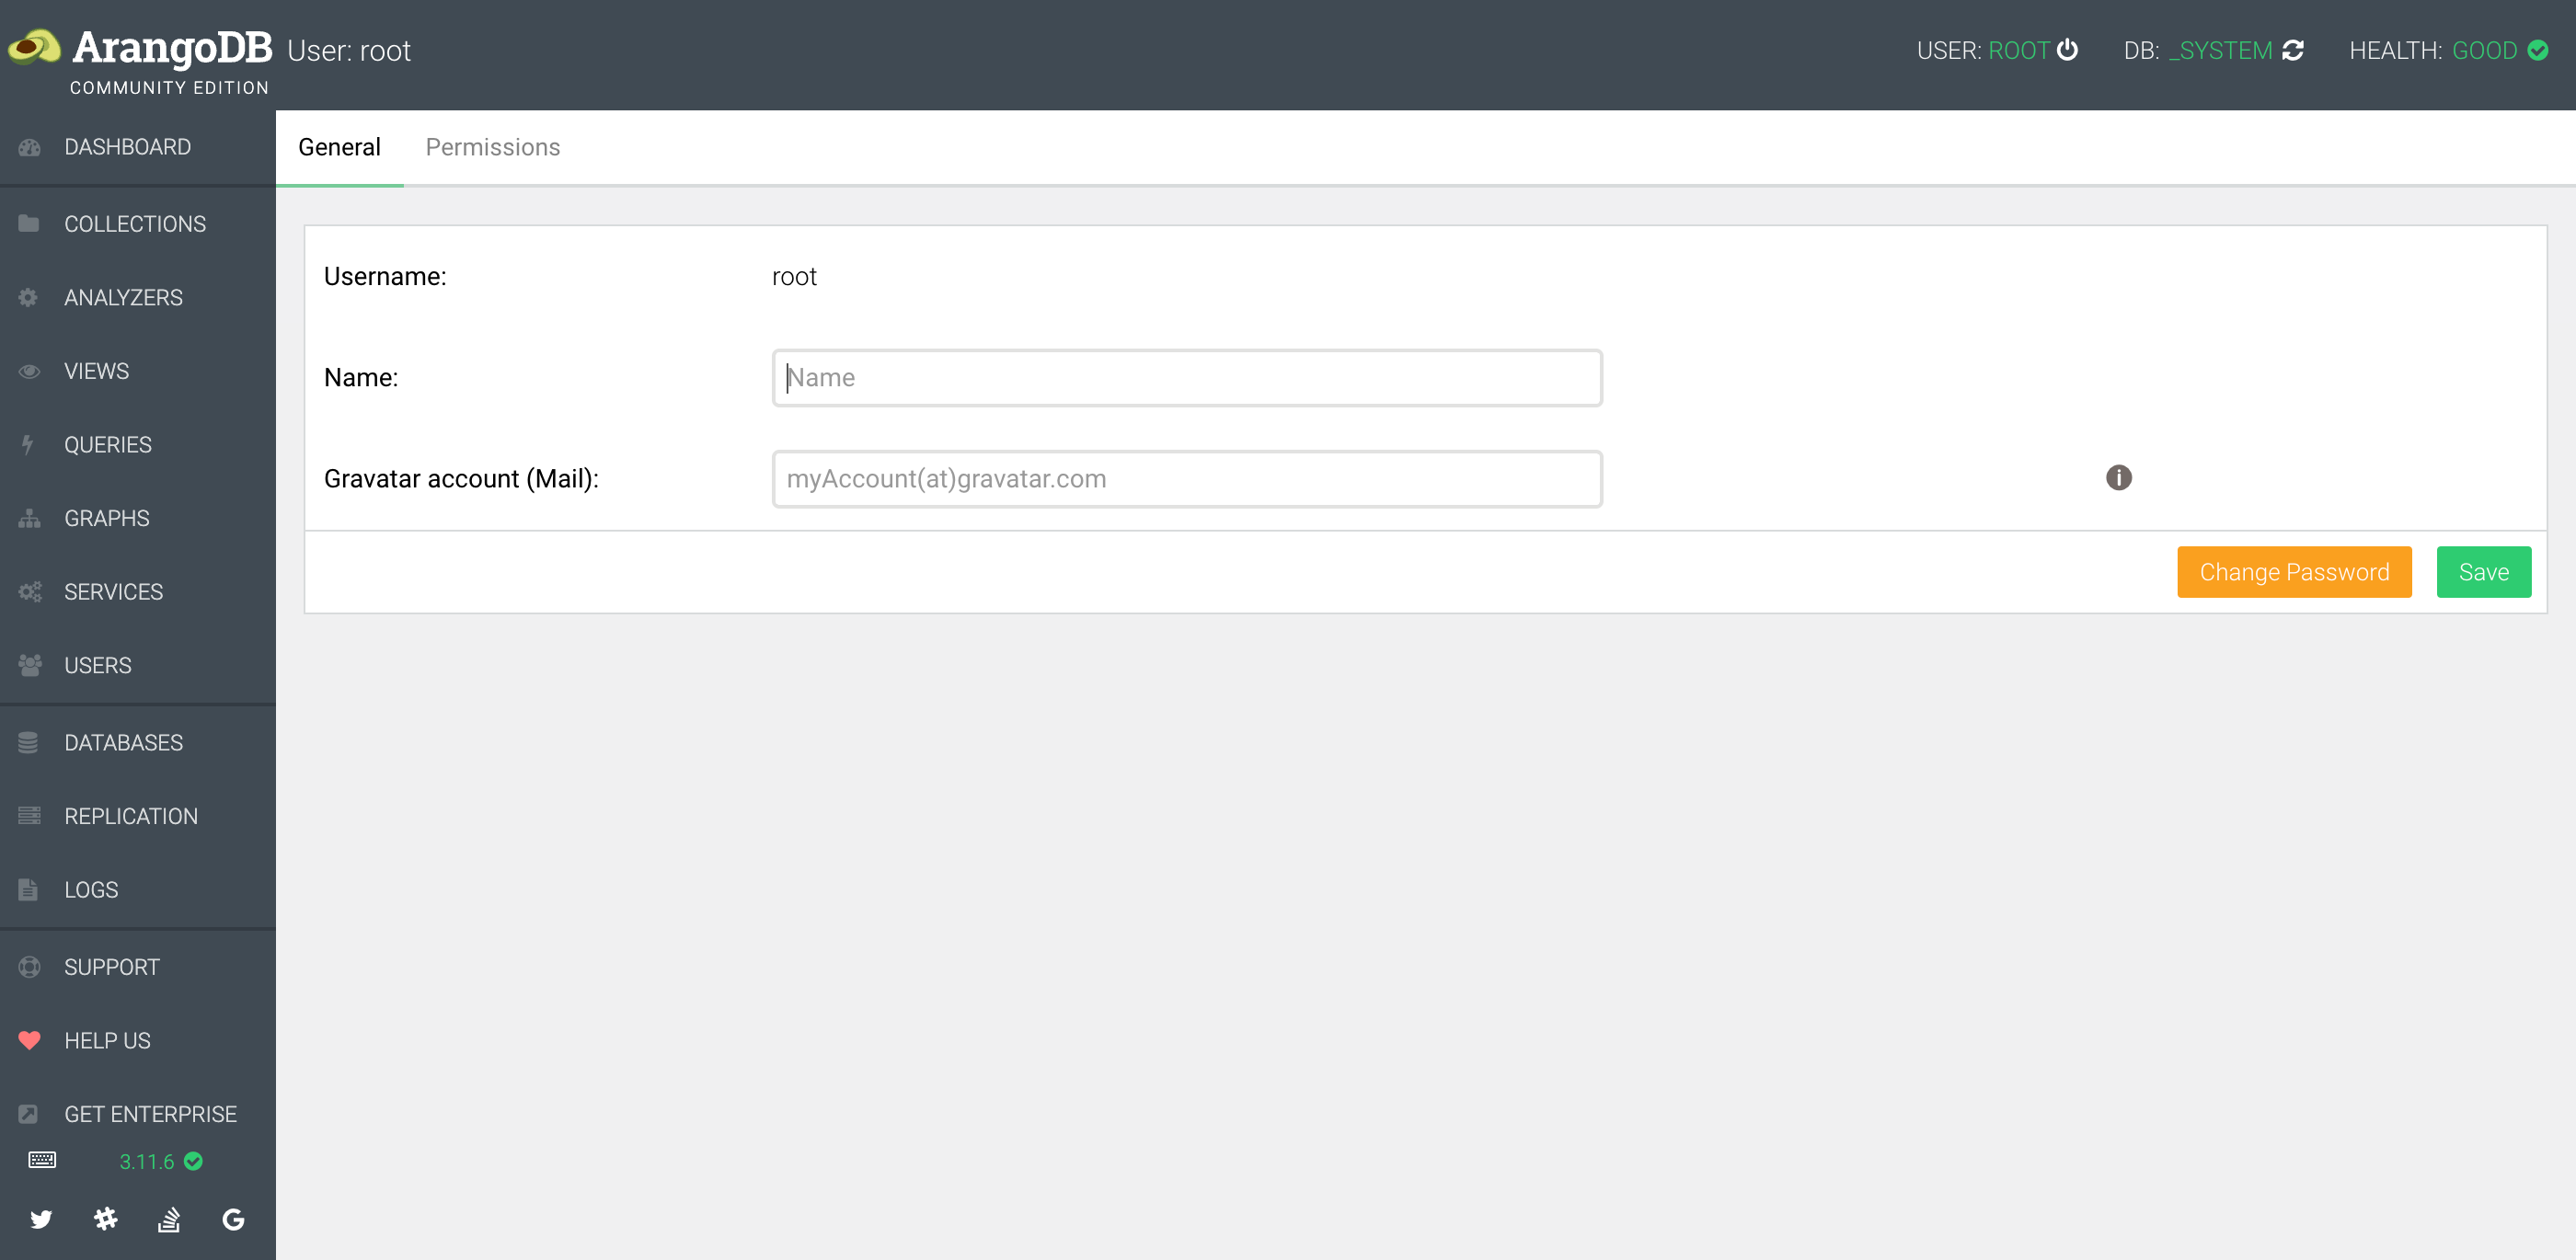 ArangoDB
COMMUNITY EDITION
User: root
USER: ROOT
DB: _SYSTEM
HEALTH: GOOD
DASHBOARD
COLLECTIONS
ANALYZERS
VIEWS
QUERIES
GRAPHS
SERVICES
USERS
DATABASES
REPLICATION
LOGS
SUPPORT
HELP US
GET ENTERPRISE
3.11.6
General
Permissions
Username:
root
Name:
Name
Gravatar account (Mail):
myAccount(at)gravatar.com
Change Password
Save